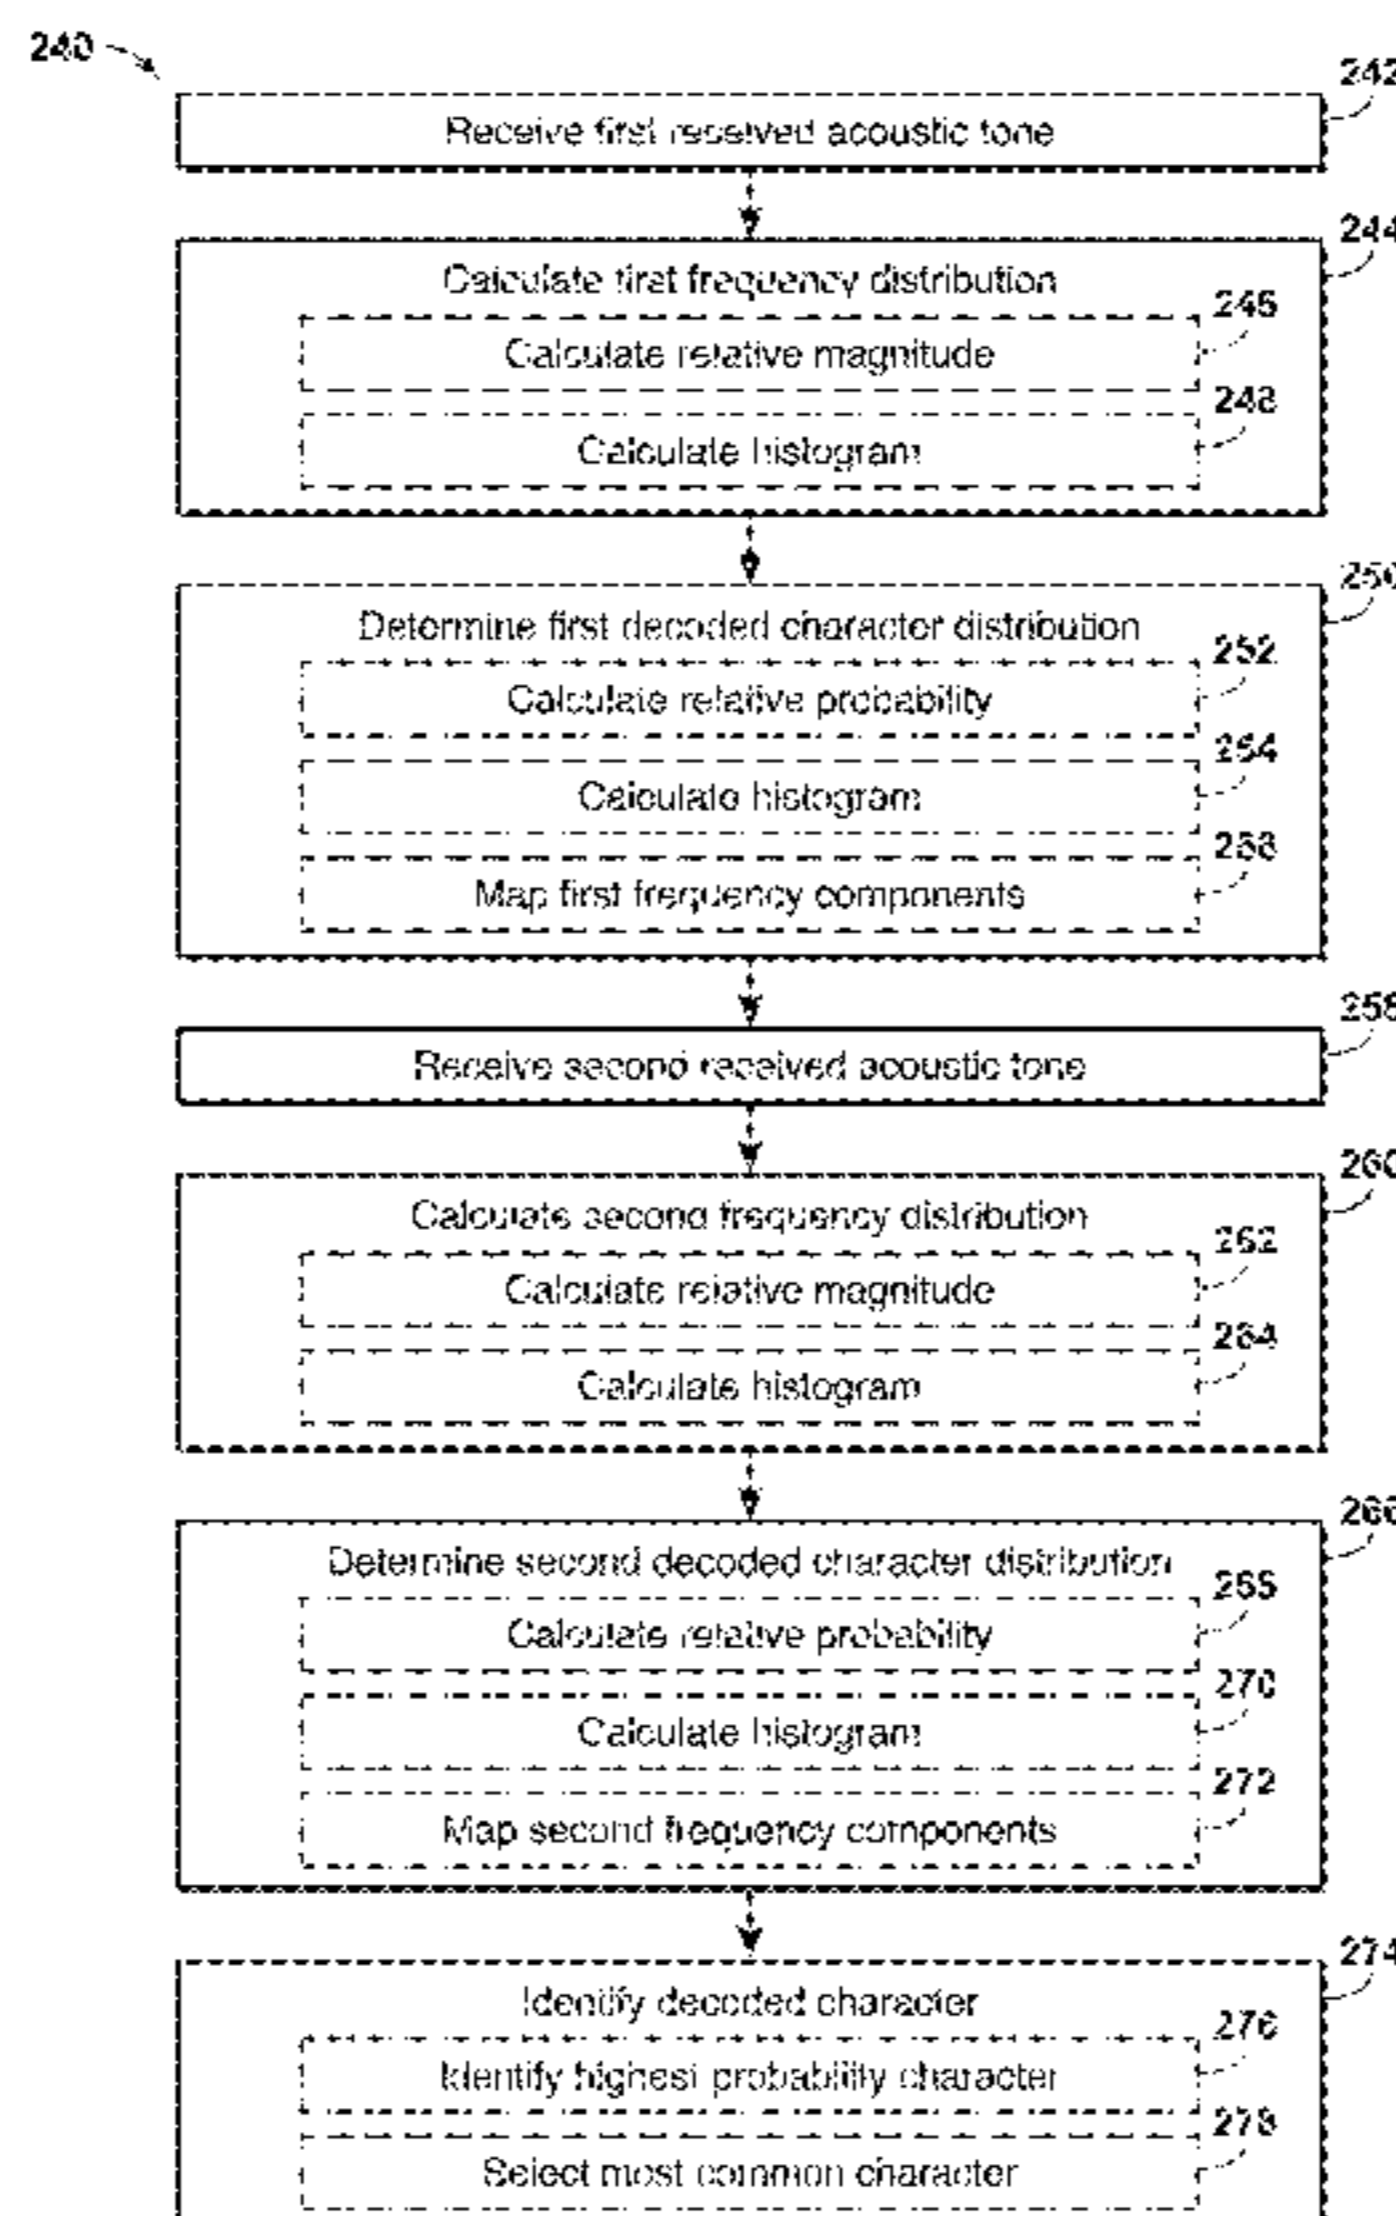 240
242
Receive first received acoustic tone
244
Calculate first frequency distribution
246
Calculate relative magnitude
248
Calculate histogram
250
Determine first decoded character distribution
252
Calculate relative probability
254
Calculate histogram
256
Map first frequency components
258
Receive second received acoustic tone
260
Calculate second frequency distribution
262
Calculate relative magnitude
264
Calculate histogram
266
Determine second decoded character distribution
268
Calculate relative probability
270
Calculate histogram
272
Map second frequency components
274
Identify decoded character
276
Identify highest probability character
278
Select most common character